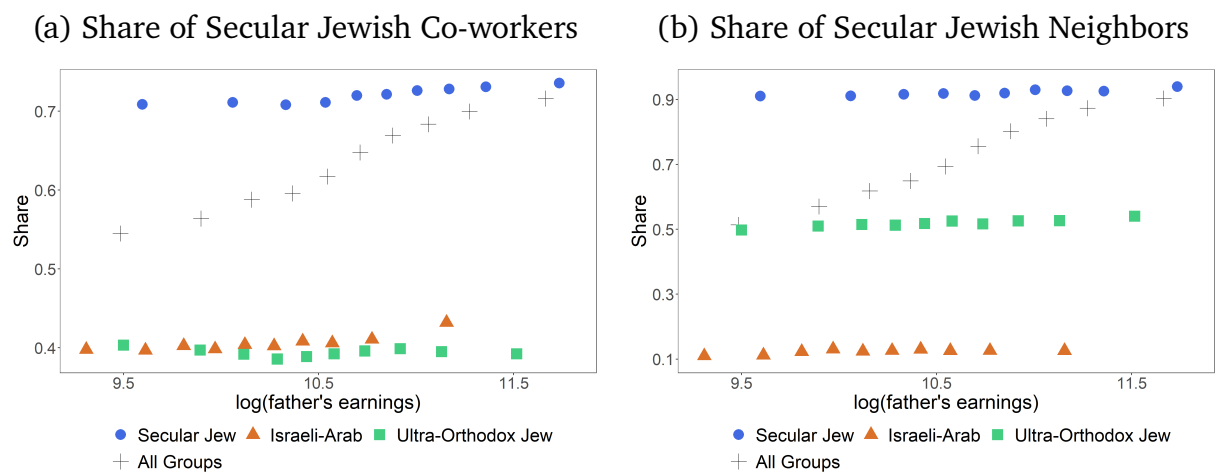 (a) Share of Secular Jewish Co-workers
0.7
0.6
0.5
0.4
Share
9.5 10.5 11.5
log(father's earnings)
Secular Jew Israeli-Arab Ultra-Orthodox Jew
All Groups
(b) Share of Secular Jewish Neighbors
0.9
0.7
0.5
0.3
0.1
Share
9.5 10.5 11.5
log(father's earnings)
Secular Jew Israeli-Arab Ultra-Orthodox Jew
All Groups